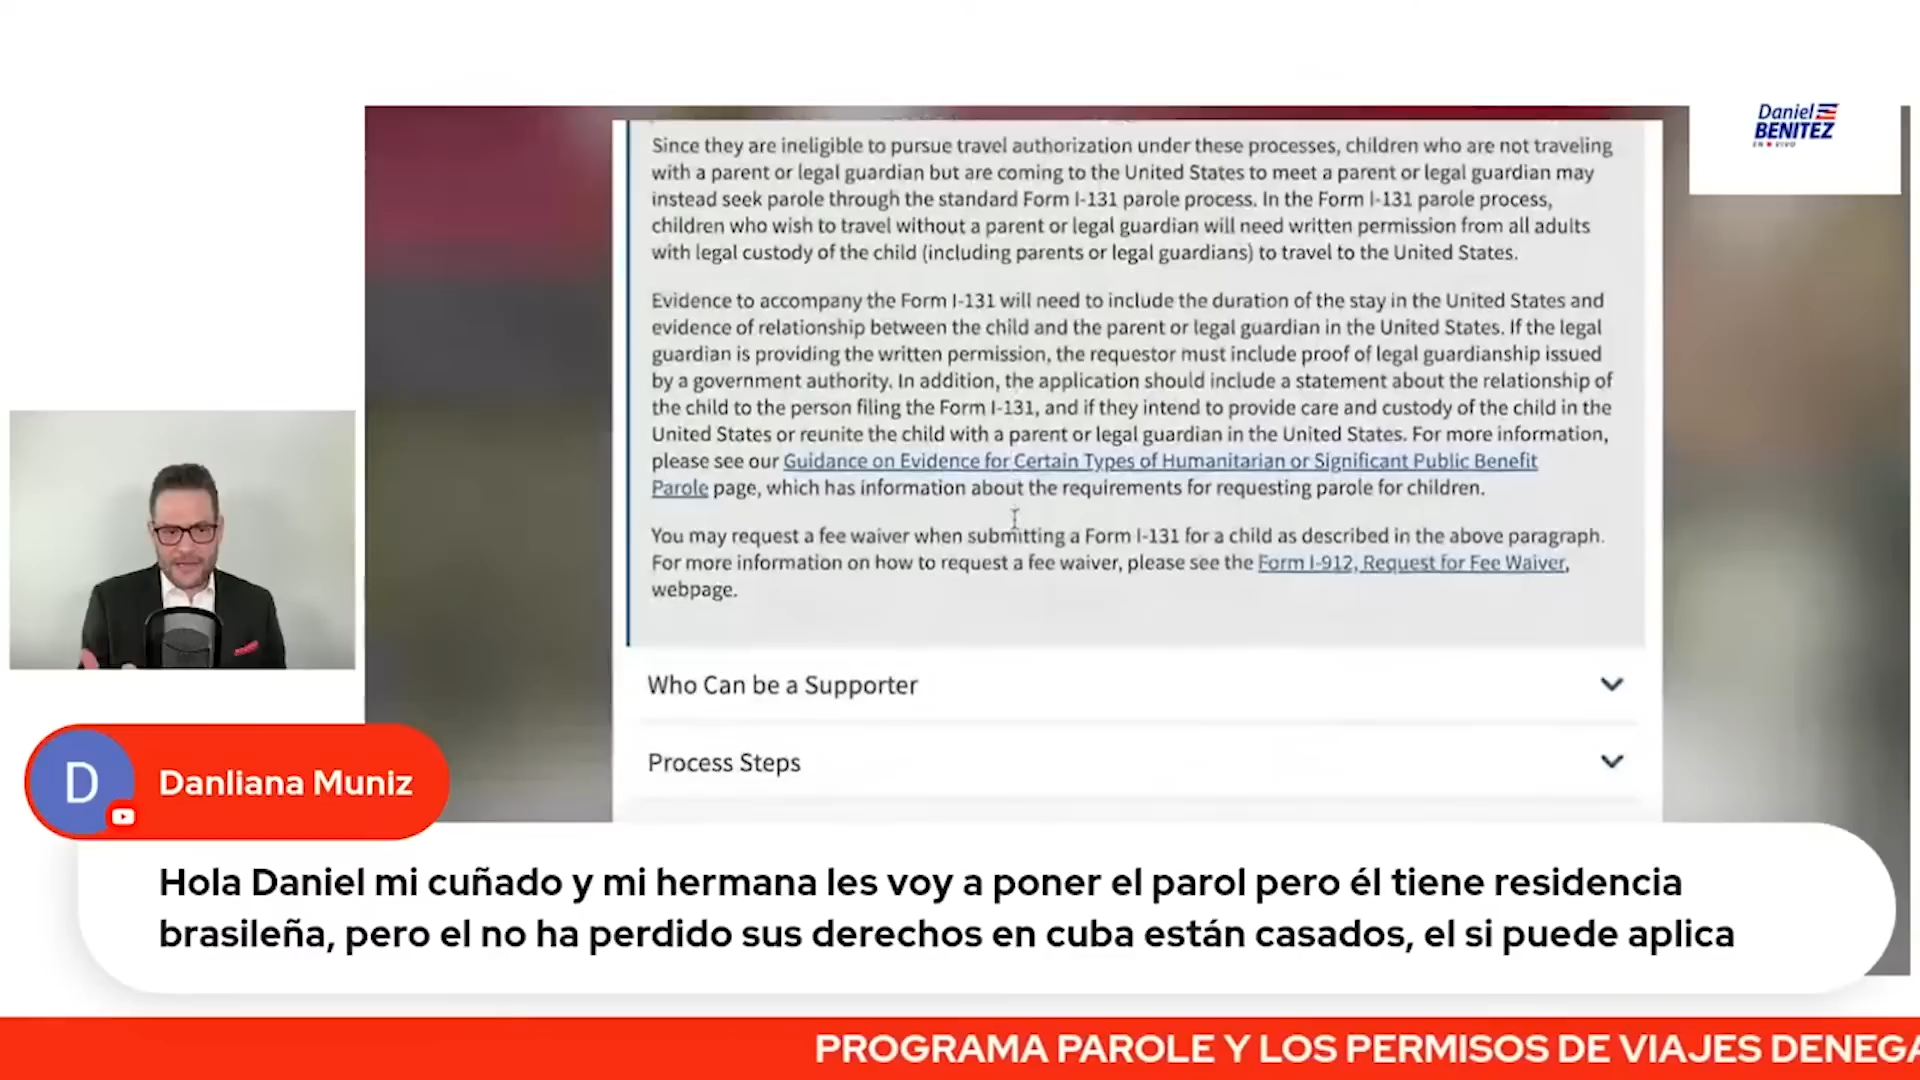 Daniel
BENITEZ
EN VIVO
Since they are ineligible to pursue travel authorization under these processes, children who are not traveling
with a parent or legal guardian but are coming to the United States to meet a parent or legal guardian may
instead seek parole through the standard Form I-131 parole process. In the Form I-131 parole process,
children who wish to travel without a parent or legal guardian will need written permission from all adults
with legal custody of the child (including parents or legal guardians) to travel to the United States.
Evidence to accompany the Form I-131 will need to include the duration of the stay in the United States and
evidence of relationship between the child and the parent or legal guardian in the United States. If the legal
guardian is providing the written permission, the requestor must include proof of legal guardianship issued
by a government authority. In addition, the application should include a statement about the relationship of
the child to the person filing the Form I-131, and if they intend to provide care and custody of the child in the
United States or reunite the child with a parent or legal guardian in the United States. For more information,
please see our Guidance on Evidence for Certain Types of Humanitarian or Significant Public Benefit
Parole page, which has information about the requirements for requesting parole for children.
You may request a fee waiver when submitting a Form I-131 for a child as described in the above paragraph.
For more information on how to request a fee waiver, please see the Form I-912, Request for Fee Waiver,
webpage.
Who Can be a Supporter
Process Steps
D
Danliana Muniz
Hola Daniel mi cuñado y mi hermana les voy a poner el parol pero él tiene residencia
brasileña, pero el no ha perdido sus derechos en cuba están casados, el si puede aplica
PROGRAMA PAROLE Y LOS PERMISOS DE VIAJES DENEGA